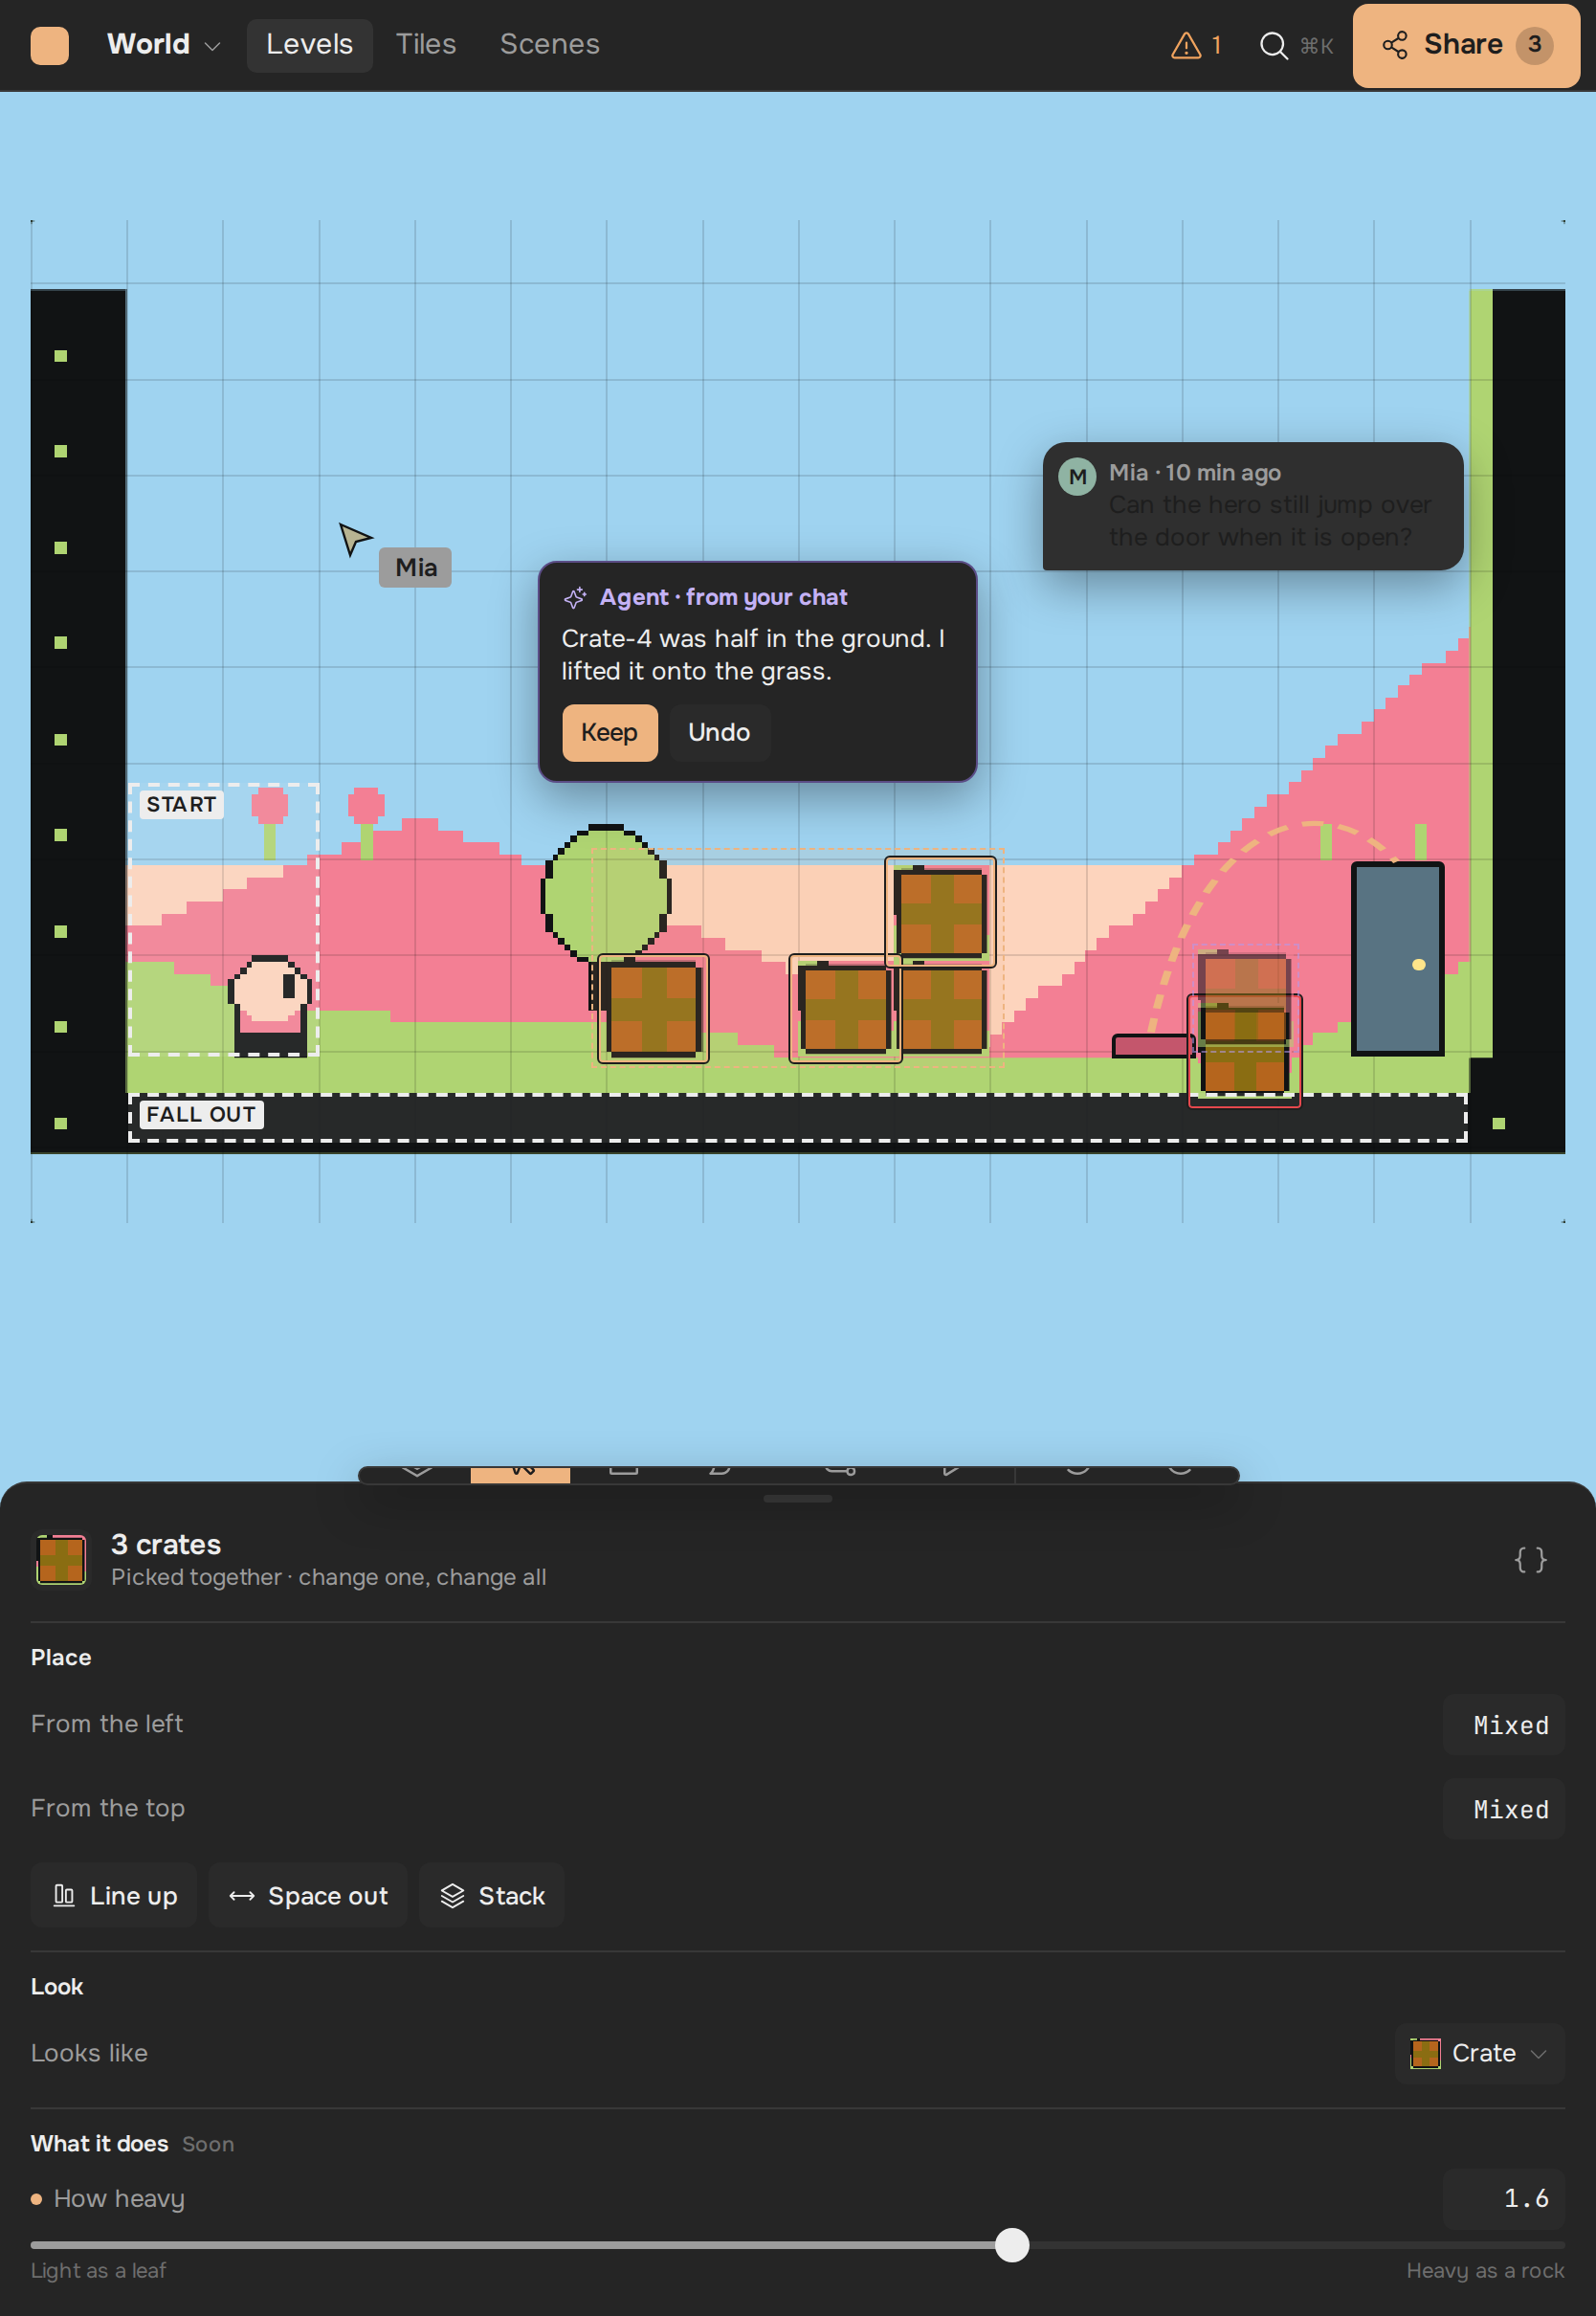 World
Levels
Tiles
Scenes
1
⌘K
Share 3
M
Mia · 10 min ago
Can the hero still jump over
the door when it is open?
Mia
Agent · from your chat
Crate-4 was half in the ground. I
lifted it onto the grass.
Keep
Undo
START
FALL OUT
3 crates
Picked together · change one, change all
{ }
Place
From the left
Mixed
From the top
Mixed
Line up
Space out
Stack
Look
Looks like
Crate
What it does Soon
How heavy
1.6
Light as a leaf
Heavy as a rock